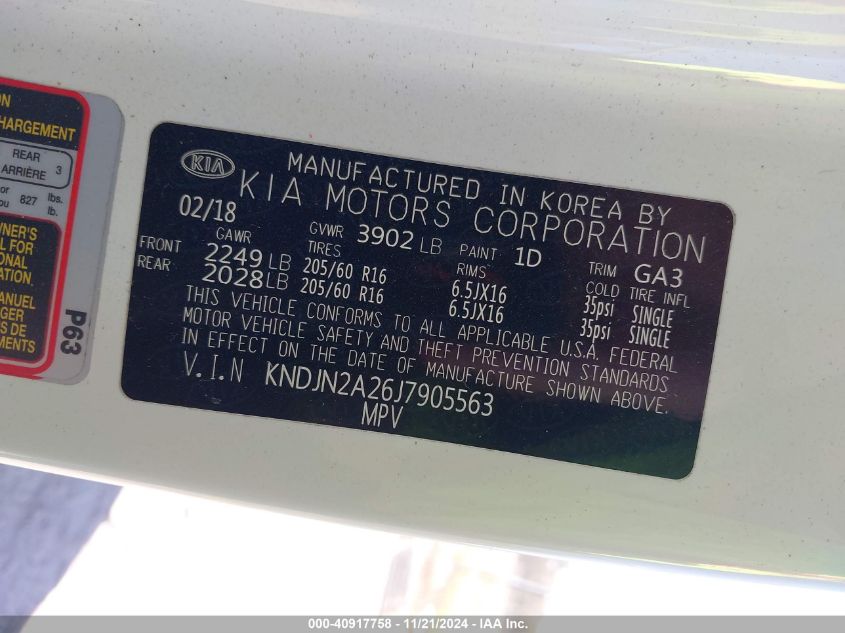 ON
HARGEMENT
REAR
ARRIÈRE 3
or lbs.
ou 827 lb.
WNER'S
L FOR
ONAL
ATION.
MANUEL
GER
S DE
MENTS
P63
KIA
MANUFACTURED IN KOREA BY
KIA MOTORS CORPORATION
02/18 GVWR 3902 LB PAINT 1D TRIM GA3
GAWR TIRES RIMS COLD TIRE INFL
FRONT 2249 LB 205/60 R16 6.5JX16 35psi SINGLE
REAR 2028 LB 205/60 R16 6.5JX16 35psi SINGLE
THIS VEHICLE CONFORMS TO ALL APPLICABLE U.S.A. FEDERAL
MOTOR VEHICLE SAFETY AND THEFT PREVENTION STANDARDS
IN EFFECT ON THE DATE OF MANUFACTURE SHOWN ABOVE.
V.I.N KNDJN2A26J7905563
MPV
000-40917758 - 11/21/2024 - IAA Inc.